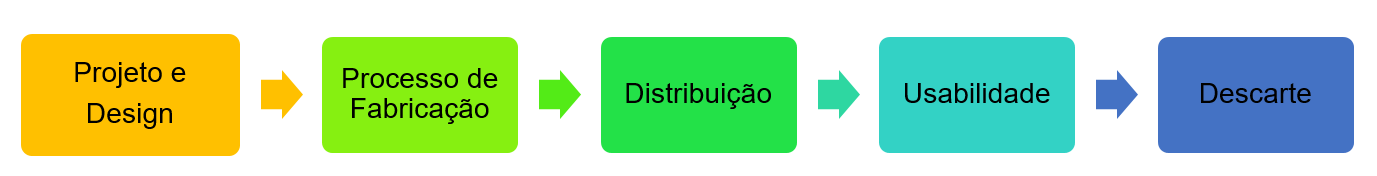 Projeto e
Design
Processo de
Fabricação
Distribuição
Usabilidade
Descarte